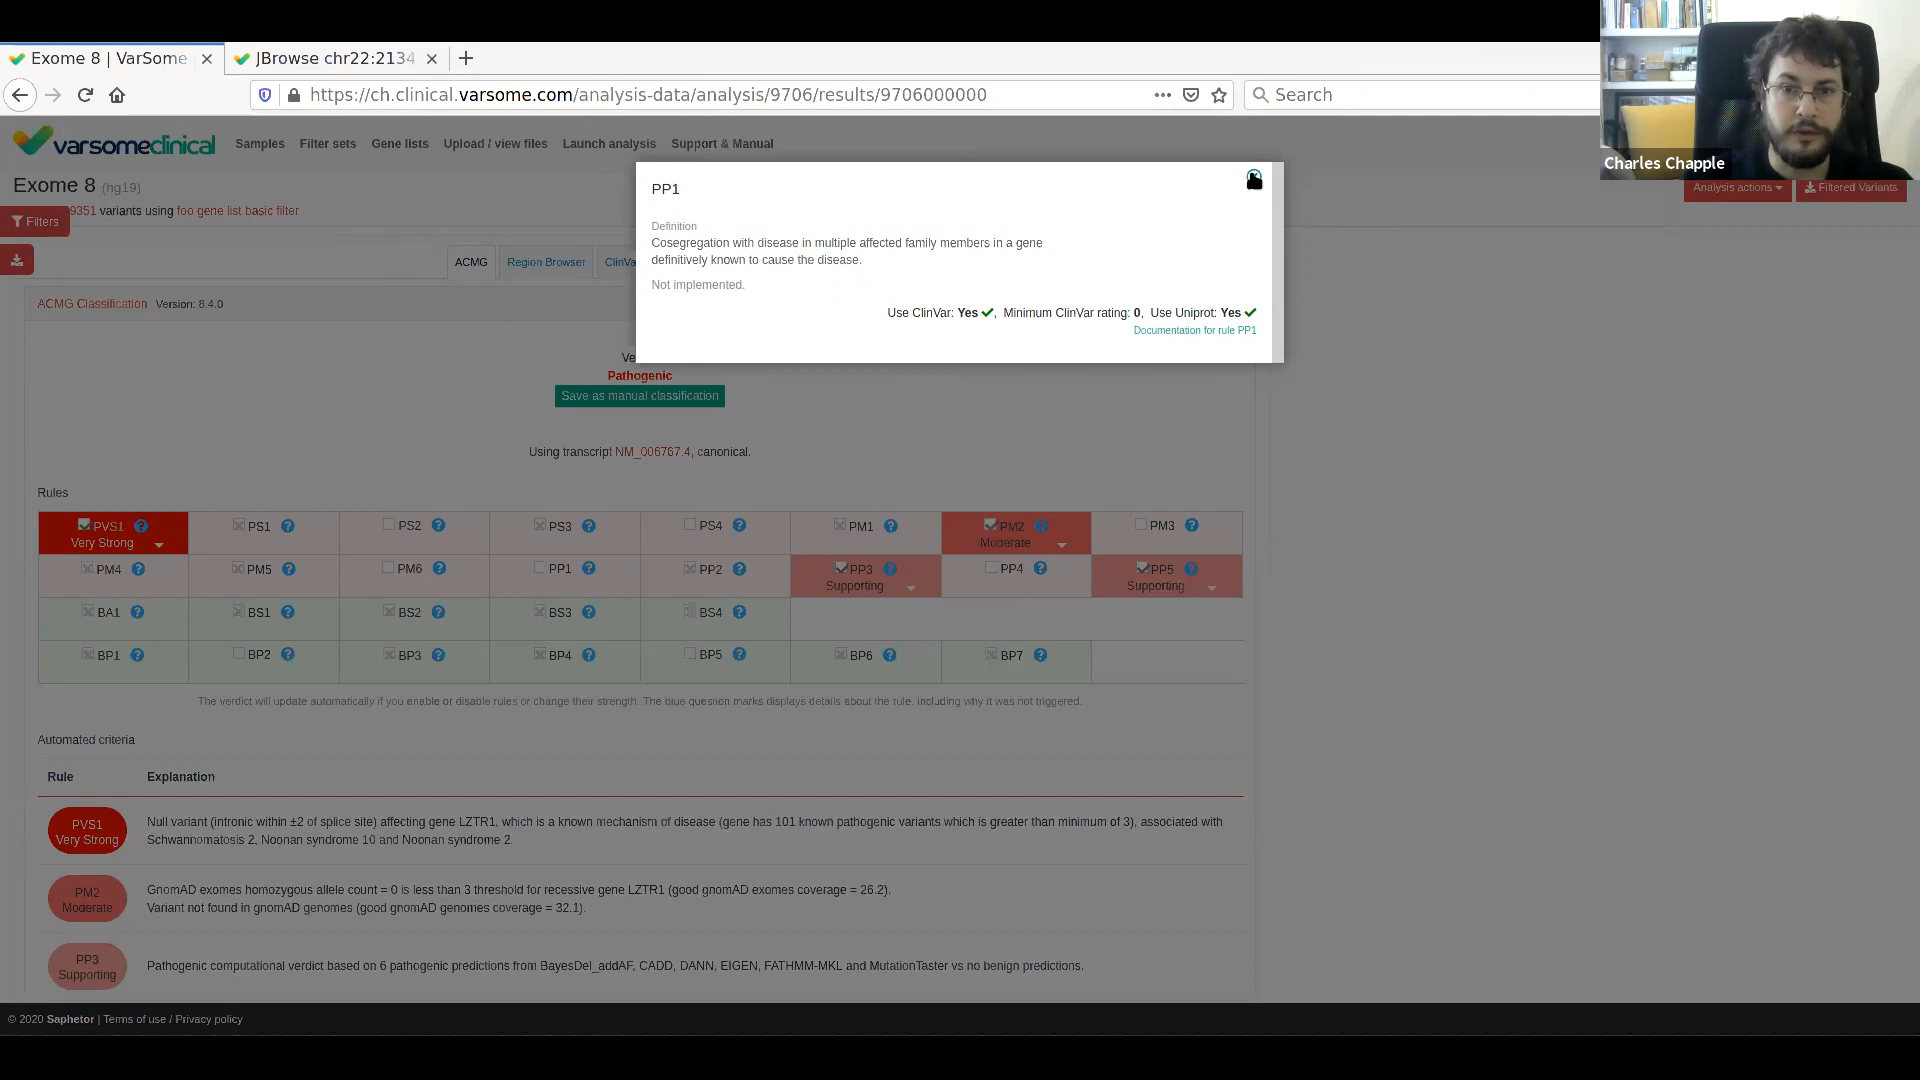 Exome 8 | VarSome
JBrowse chr22:2134
https://ch.clinical.varsome.com/analysis-data/analysis/9706/results/9706000000
Search
Charles Chapple
varsomeclinical
Samples
Filter sets
Gene lists
Upload / view files
Launch analysis
Support & Manual
Exome 8 (hg19)
Analysis actions
Filtered Variants
9351 variants using foo gene list basic filter
Filters
ACMG
Region Browser
ClinVa
PP1
Definition
Cosegregation with disease in multiple affected family members in a gene
definitively known to cause the disease.
Not implemented.
Use ClinVar: Yes , Minimum ClinVar rating: 0, Use Uniprot: Yes
Documentation for rule PP1
ACMG Classification Version: 8.4.0
Ve
Pathogenic
Save as manual classification
Using transcript NM_006767.4, canonical.
Rules
PVS1 ? PS1 ? PS2 ? PS3 ? PS4 ? PM1 ? PM2 ? PM3 ?
Very Strong Moderate
PM4 ? PM5 ? PM6 ? PP1 ? PP2 ? PP3 ? PP4 ? PP5 ?
Supporting Supporting
BA1 ? BS1 ? BS2 ? BS3 ? BS4 ?
BP1 ? BP2 ? BP3 ? BP4 ? BP5 ? BP6 ? BP7 ?
The verdict will update automatically if you enable or disable rules or change their strength. The blue question marks displays details about the rule, including why it was not triggered.
Automated criteria
Rule Explanation
PVS1
Very Strong
Null variant (intronic within ±2 of splice site) affecting gene LZTR1, which is a known mechanism of disease (gene has 101 known pathogenic variants which is greater than minimum of 3), associated with
Schwannomatosis 2, Noonan syndrome 10 and Noonan syndrome 2.
PM2
Moderate
GnomAD exomes homozygous allele count = 0 is less than 3 threshold for recessive gene LZTR1 (good gnomAD exomes coverage = 26.2).
Variant not found in gnomAD genomes (good gnomAD genomes coverage = 32.1).
PP3
Supporting
Pathogenic computational verdict based on 6 pathogenic predictions from BayesDel_addAF, CADD, DANN, EIGEN, FATHMM-MKL and MutationTaster vs no benign predictions.
© 2020 Saphetor | Terms of use / Privacy policy